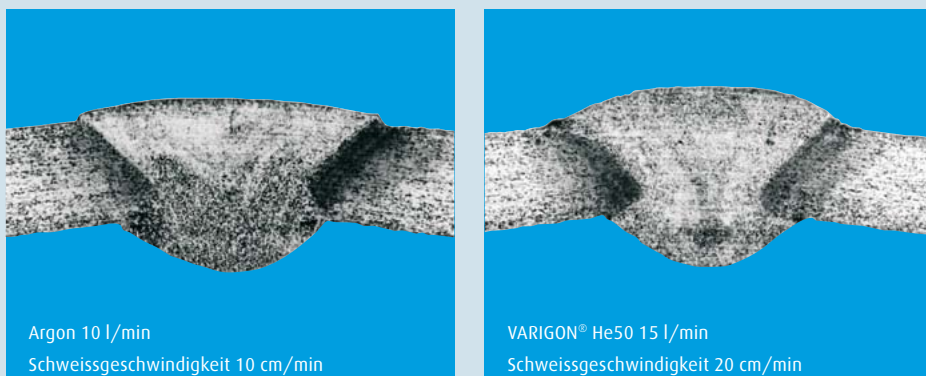 Argon 10 l/min
Schweissgeschwindigkeit 10 cm/min
VARIGON® He50 15 l/min
Schweissgeschwindigkeit 20 cm/min